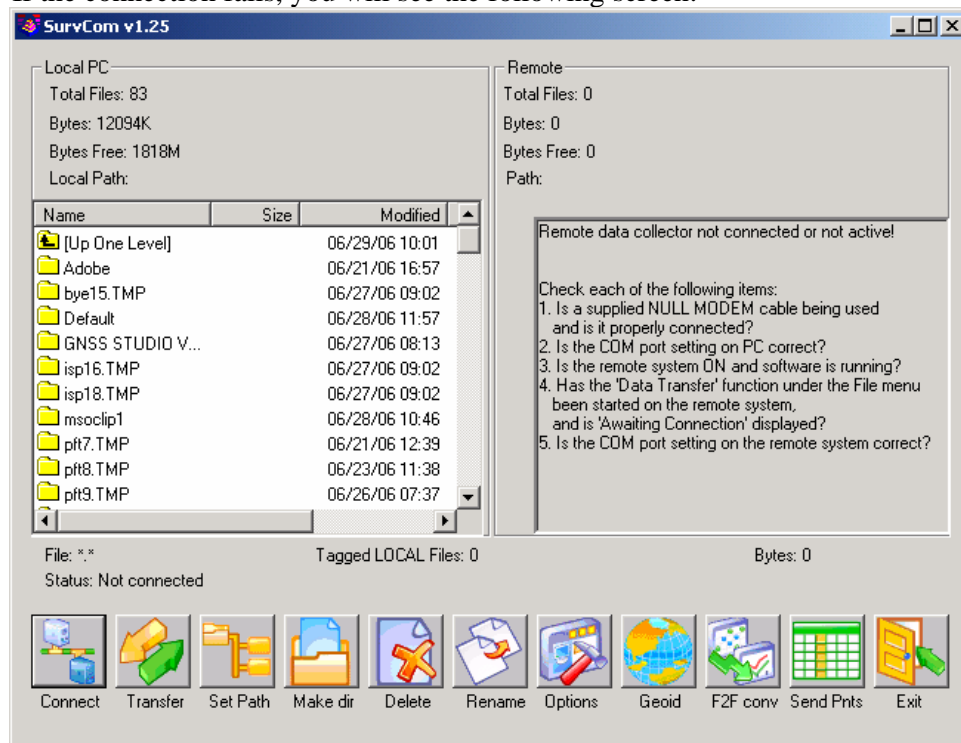 If the connection fails, you will see the following screen:
SurvCom v1.25
Local PC
Total Files: 83
Bytes: 12094K
Bytes Free: 1818M
Local Path:
Name Size Modified
[Up One Level] 06/29/06 10:01
Adobe 06/21/06 16:57
bye15.TMP 06/27/06 09:02
Default 06/28/06 11:57
GNSS STUDIO V... 06/27/06 08:13
isp16.TMP 06/27/06 09:02
isp18.TMP 06/27/06 09:02
msoclip1 06/28/06 10:46
pft7.TMP 06/21/06 12:39
pft8.TMP 06/23/06 11:38
pft9.TMP 06/26/06 07:37
Remote
Total Files: 0
Bytes: 0
Bytes Free: 0
Path:
Remote data collector not connected or not active!
Check each of the following items:
1. Is a supplied NULL MODEM cable being used
and is it properly connected?
2. Is the COM port setting on PC correct?
3. Is the remote system ON and software is running?
4. Has the 'Data Transfer' function under the File menu
been started on the remote system,
and is 'Awaiting Connection' displayed?
5. Is the COM port setting on the remote system correct?
File: *.* Tagged LOCAL Files: 0 Bytes: 0
Status: Not connected
Connect Transfer Set Path Make dir Delete Rename Options Geoid F2F conv Send Pnts Exit